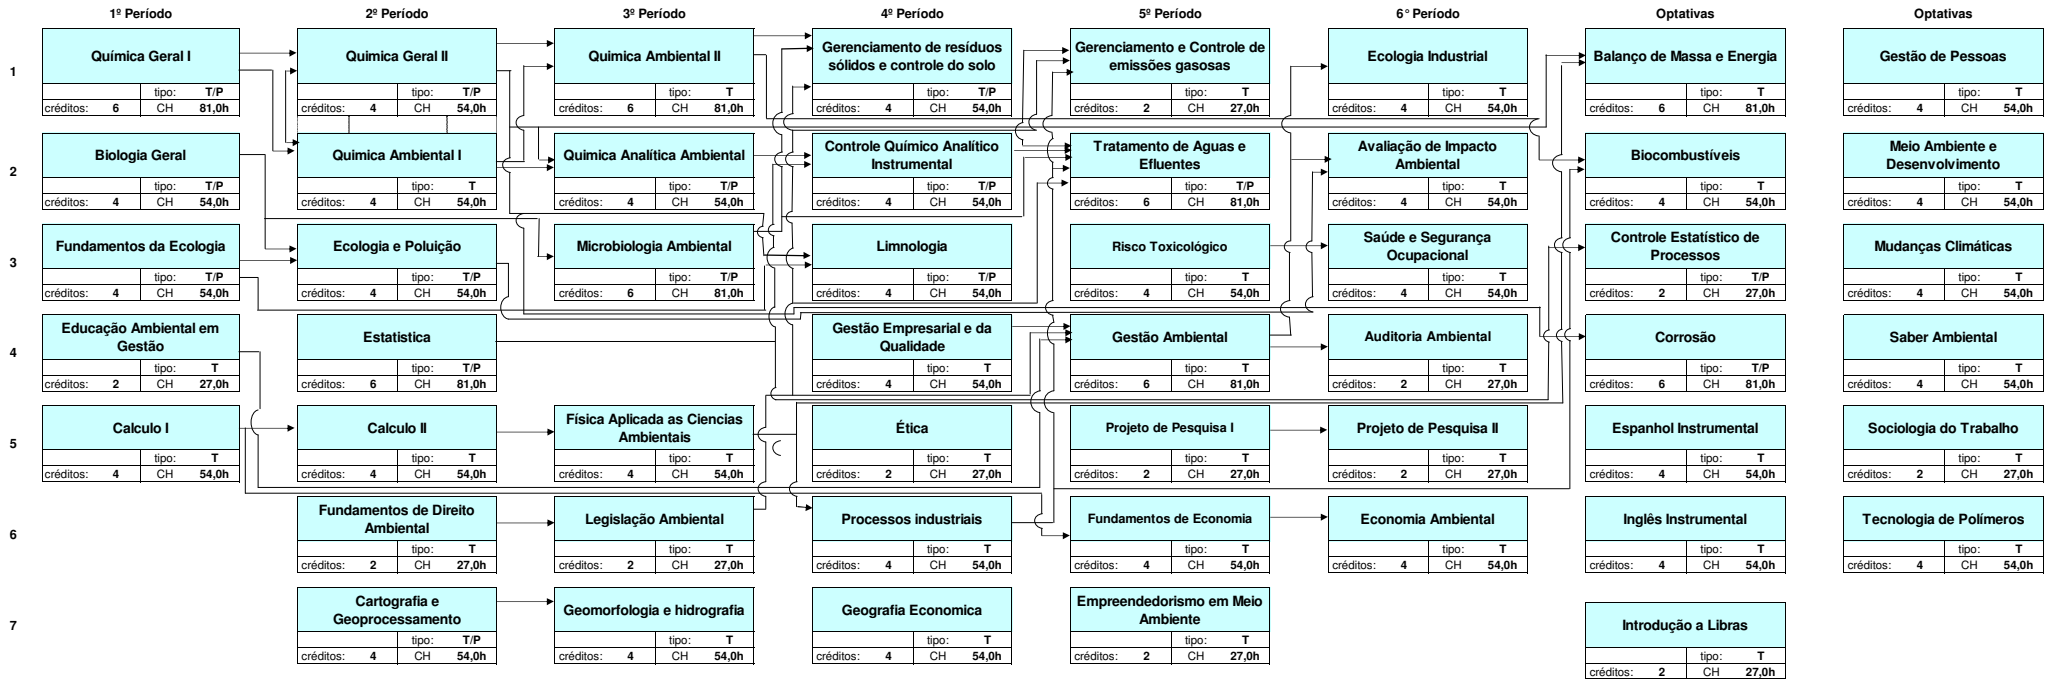 1º Período 2º Período 3º Período 4º Período 5º Período 6° Período Optativas Optativas
1
Química Geral I
tipo: T/P
créditos: 6 CH 81,0h
Quimica Geral II
tipo: T/P
créditos: 4 CH 54,0h
Quimica Ambiental II
tipo: T
créditos: 6 CH 81,0h
Gerenciamento de resíduos
sólidos e controle do solo
tipo: T/P
créditos: 4 CH 54,0h
Gerenciamento e Controle de
emissões gasosas
tipo: T
créditos: 2 CH 27,0h
Ecologia Industrial
tipo: T
créditos: 4 CH 54,0h
Balanço de Massa e Energia
tipo: T
créditos: 6 CH 81,0h
Gestão de Pessoas
tipo: T
créditos: 4 CH 54,0h
2
Biologia Geral
tipo: T/P
créditos: 4 CH 54,0h
Quimica Ambiental I
tipo: T
créditos: 4 CH 54,0h
Quimica Analítica Ambiental
tipo: T/P
créditos: 4 CH 54,0h
Controle Químico Analítico
Instrumental
tipo: T/P
créditos: 4 CH 54,0h
Tratamento de Aguas e
Efluentes
tipo: T/P
créditos: 6 CH 81,0h
Avaliação de Impacto
Ambiental
tipo: T
créditos: 4 CH 54,0h
Biocombustíveis
tipo: T
créditos: 4 CH 54,0h
Meio Ambiente e
Desenvolvimento
tipo: T
créditos: 4 CH 54,0h
3
Fundamentos da Ecologia
tipo: T/P
créditos: 4 CH 54,0h
Ecologia e Poluição
tipo: T
créditos: 4 CH 54,0h
Microbiologia Ambiental
tipo: T/P
créditos: 6 CH 81,0h
Limnologia
tipo: T/P
créditos: 4 CH 54,0h
Risco Toxicológico
tipo: T
créditos: 4 CH 54,0h
Saúde e Segurança
Ocupacional
tipo: T
créditos: 4 CH 54,0h
Controle Estatístico de
Processos
tipo: T/P
créditos: 2 CH 27,0h
Mudanças Climáticas
tipo: T
créditos: 4 CH 54,0h
4
Educação Ambiental em
Gestão
tipo: T
créditos: 2 CH 27,0h
Estatistica
tipo: T/P
créditos: 6 CH 81,0h
Gestão Empresarial e da
Qualidade
tipo: T
créditos: 4 CH 54,0h
Gestão Ambiental
tipo: T
créditos: 6 CH 81,0h
Auditoria Ambiental
tipo: T
créditos: 2 CH 27,0h
Corrosão
tipo: T/P
créditos: 6 CH 81,0h
Saber Ambiental
tipo: T
créditos: 4 CH 54,0h
5
Calculo I
tipo: T
créditos: 4 CH 54,0h
Calculo II
tipo: T
créditos: 4 CH 54,0h
Física Aplicada as Ciencias
Ambientais
tipo: T
créditos: 4 CH 54,0h
Ética
tipo: T
créditos: 2 CH 27,0h
Projeto de Pesquisa I
tipo: T
créditos: 2 CH 27,0h
Projeto de Pesquisa II
tipo: T
créditos: 2 CH 27,0h
Espanhol Instrumental
tipo: T
créditos: 4 CH 54,0h
Sociologia do Trabalho
tipo: T
créditos: 2 CH 27,0h
6
Fundamentos de Direito
Ambiental
tipo: T
créditos: 2 CH 27,0h
Legislação Ambiental
tipo: T
créditos: 2 CH 27,0h
Processos industriais
tipo: T
créditos: 4 CH 54,0h
Fundamentos de Economia
tipo: T
créditos: 4 CH 54,0h
Economia Ambiental
tipo: T
créditos: 4 CH 54,0h
Inglês Instrumental
tipo: T
créditos: 4 CH 54,0h
Tecnologia de Polímeros
tipo: T
créditos: 4 CH 54,0h
7
Cartografia e
Geoprocessamento
tipo: T/P
créditos: 4 CH 54,0h
Geomorfologia e hidrografia
tipo: T
créditos: 4 CH 54,0h
Geografia Economica
tipo: T
créditos: 4 CH 54,0h
Empreendedorismo em Meio
Ambiente
tipo: T
créditos: 2 CH 27,0h
Introdução a Libras
tipo: T
créditos: 2 CH 27,0h